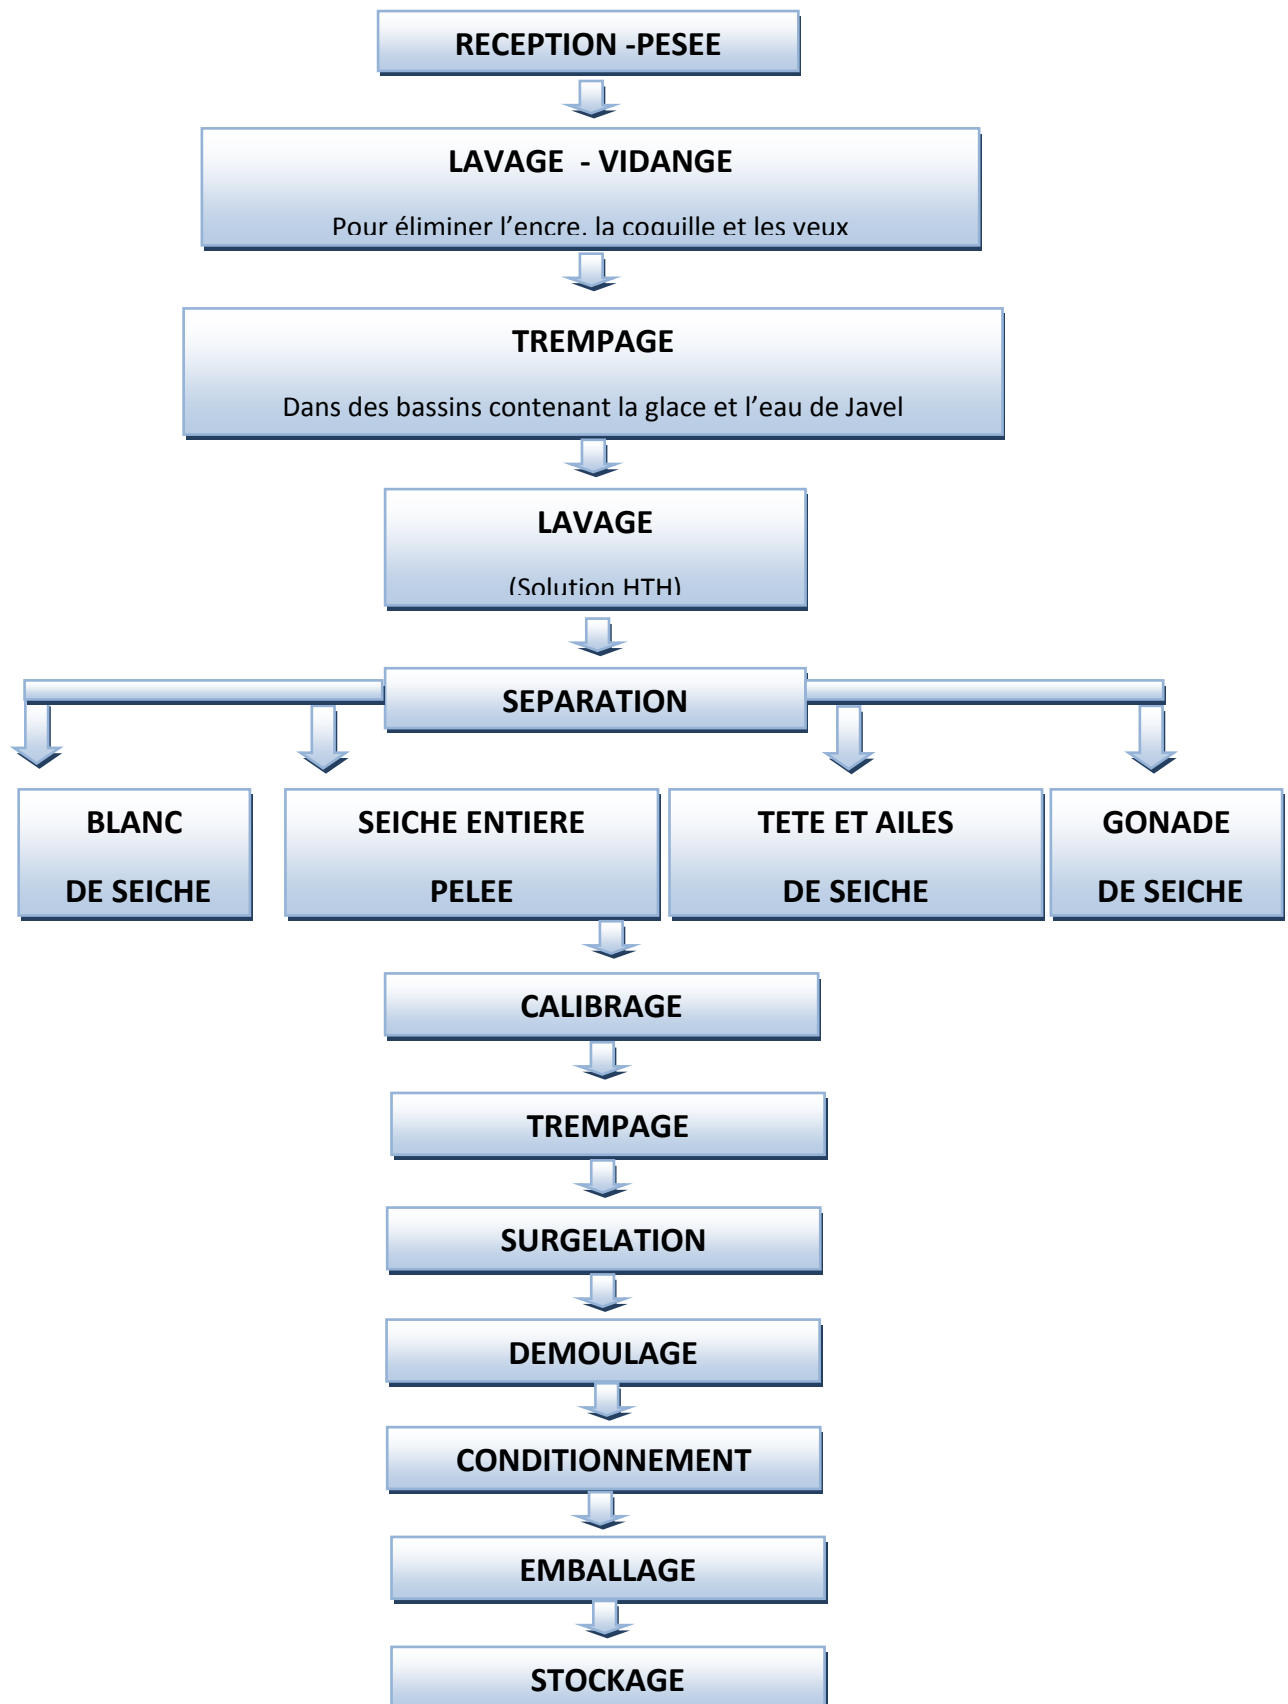 RECEPTION -PESEE
LAVAGE - VIDANGE
Pour éliminer l'encre, la coquille et les yeux
TREMPAGE
Dans des bassins contenant la glace et l'eau de Javel
LAVAGE
(Solution HTH)
SEPARATION
BLANC
DE SEICHE
SEICHE ENTIERE
PELEE
TETE ET AILES
DE SEICHE
GONADE
DE SEICHE
CALIBRAGE
TREMPAGE
SURGELATION
DEMOULAGE
CONDITIONNEMENT
EMBALLAGE
STOCKAGE